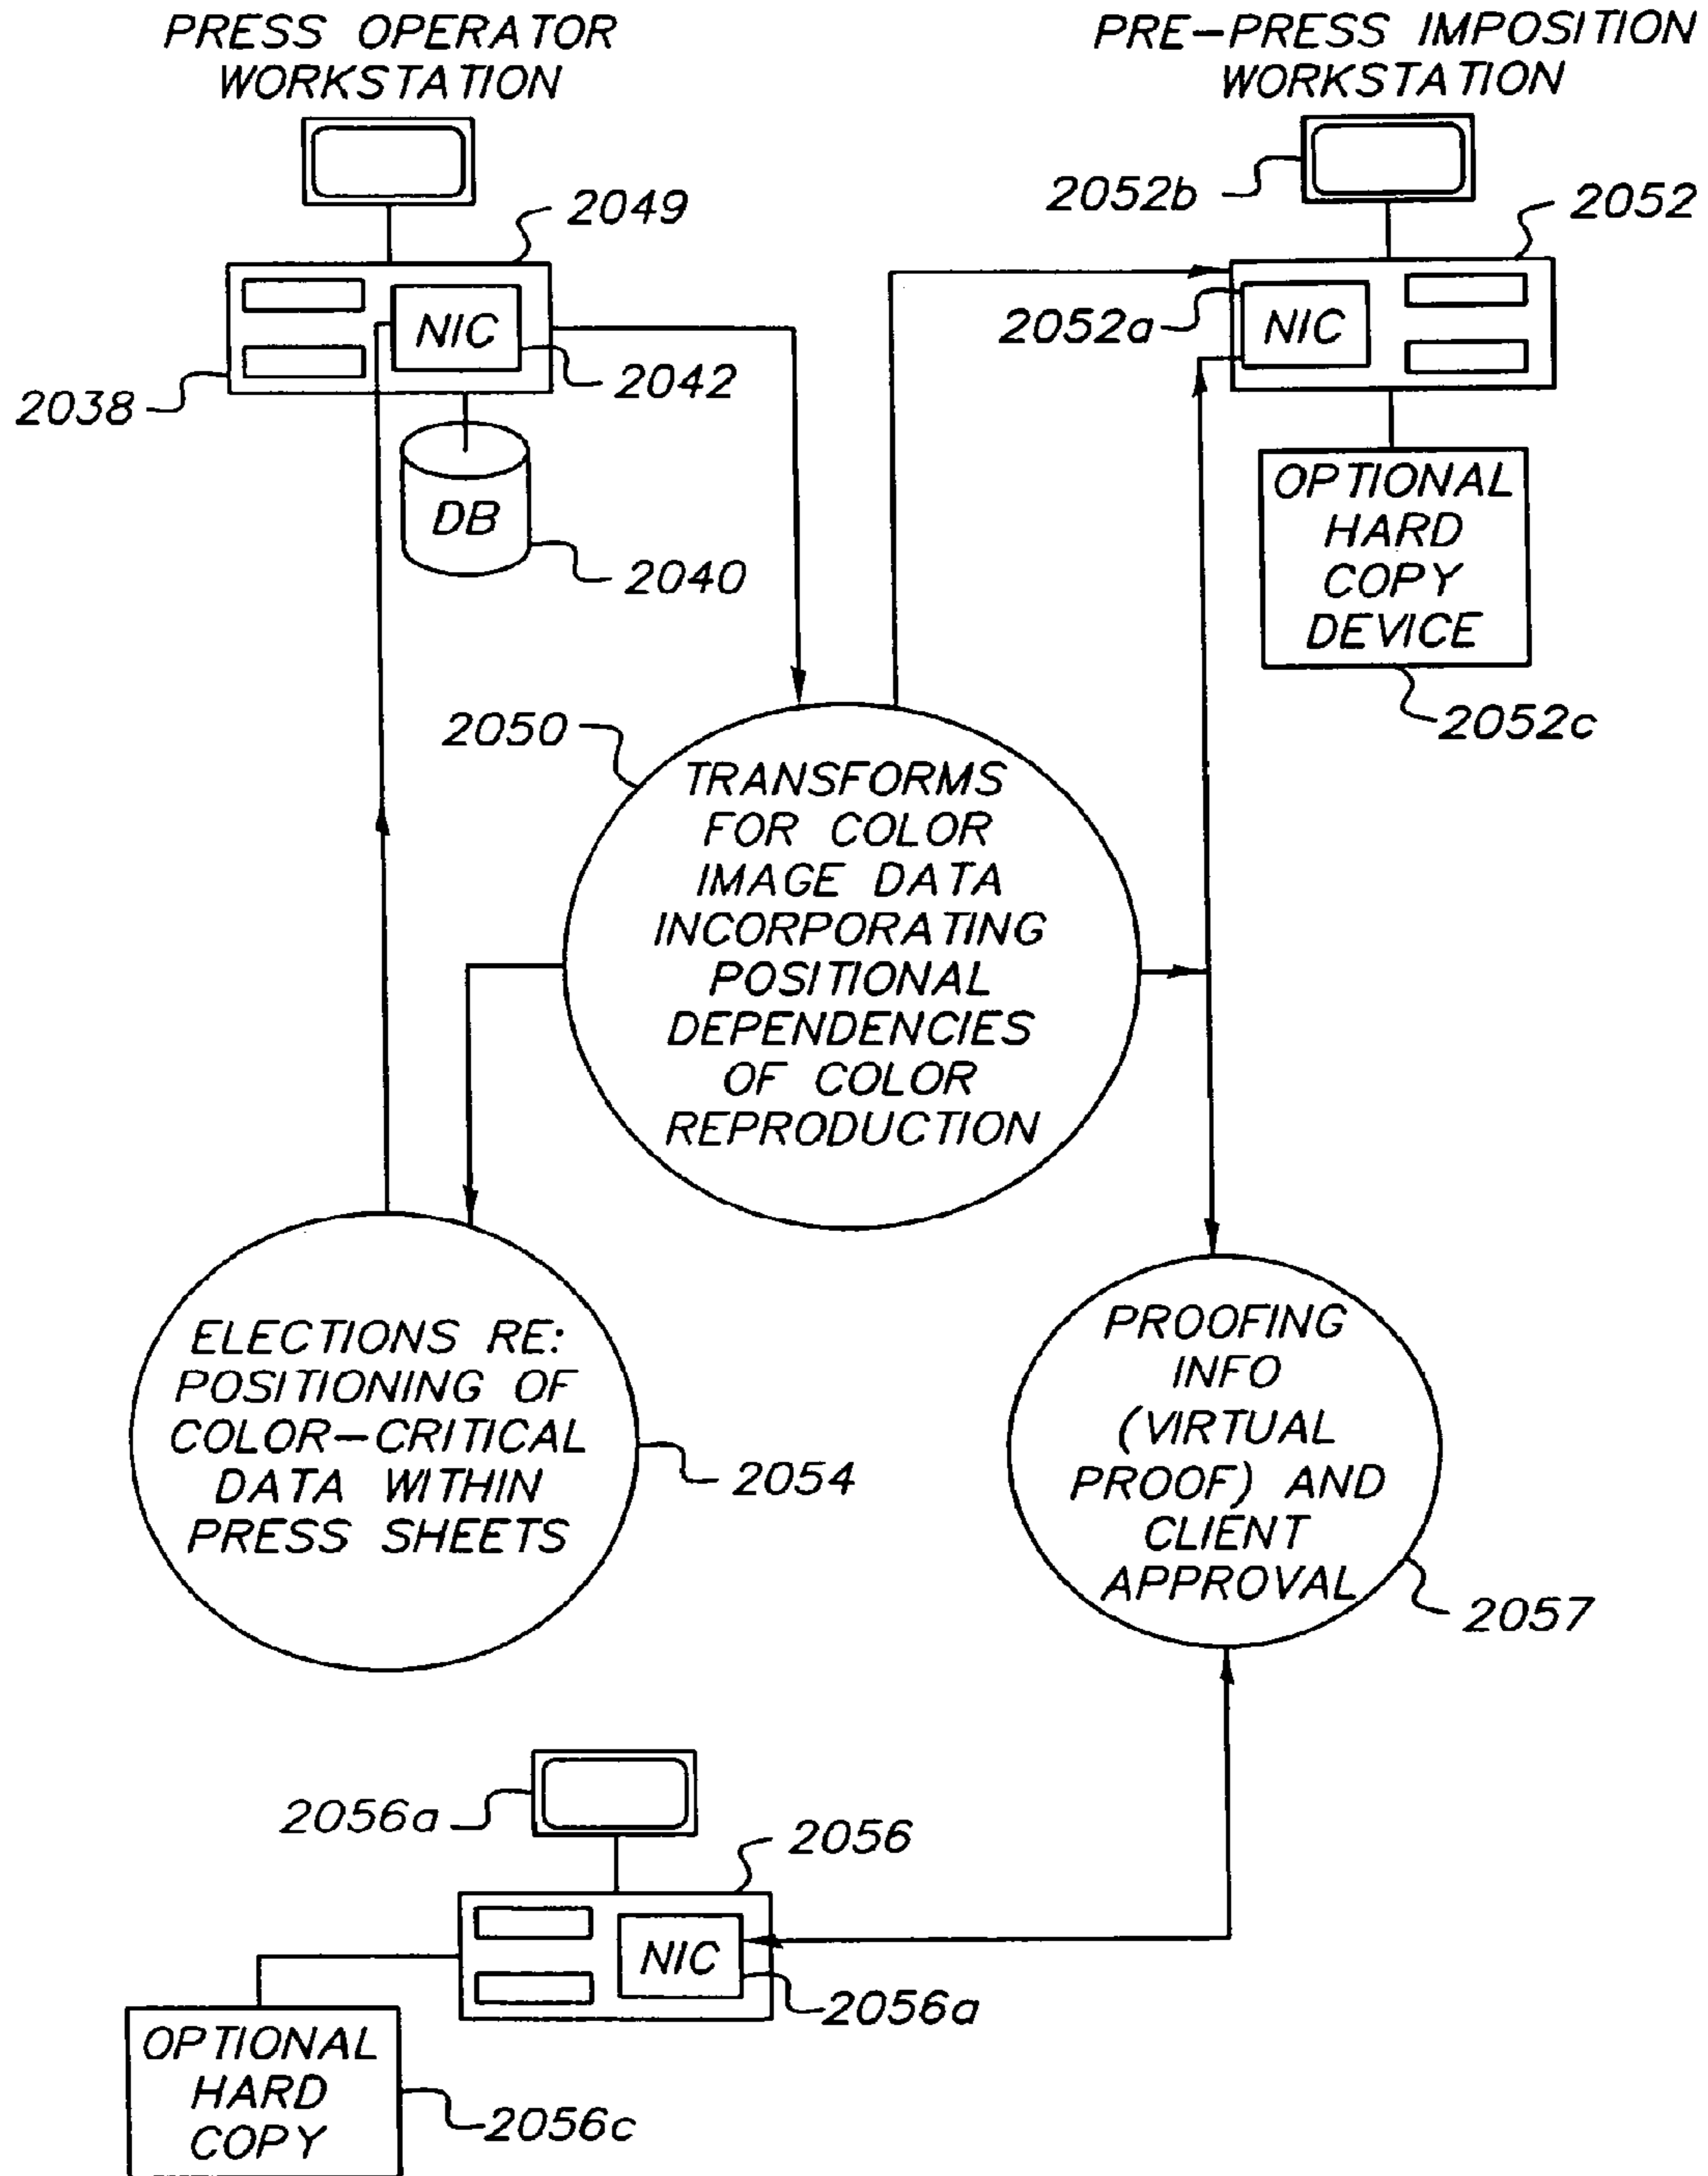 PRESS OPERATOR
WORKSTATION
PRE-PRESS IMPOSITION
WORKSTATION
2049
2052b
2052
NIC
2052a
NIC
2038
2042
DB
2040
OPTIONAL
HARD
COPY
DEVICE
2052c
2050
TRANSFORMS
FOR COLOR
IMAGE DATA
INCORPORATING
POSITIONAL
DEPENDENCIES
OF COLOR
REPRODUCTION
ELECTIONS RE:
POSITIONING OF
COLOR-CRITICAL
DATA WITHIN
PRESS SHEETS
2054
PROOFING
INFO
(VIRTUAL
PROOF) AND
CLIENT
APPROVAL
2057
2056a
2056
NIC
2056a
OPTIONAL
HARD
COPY
2056c